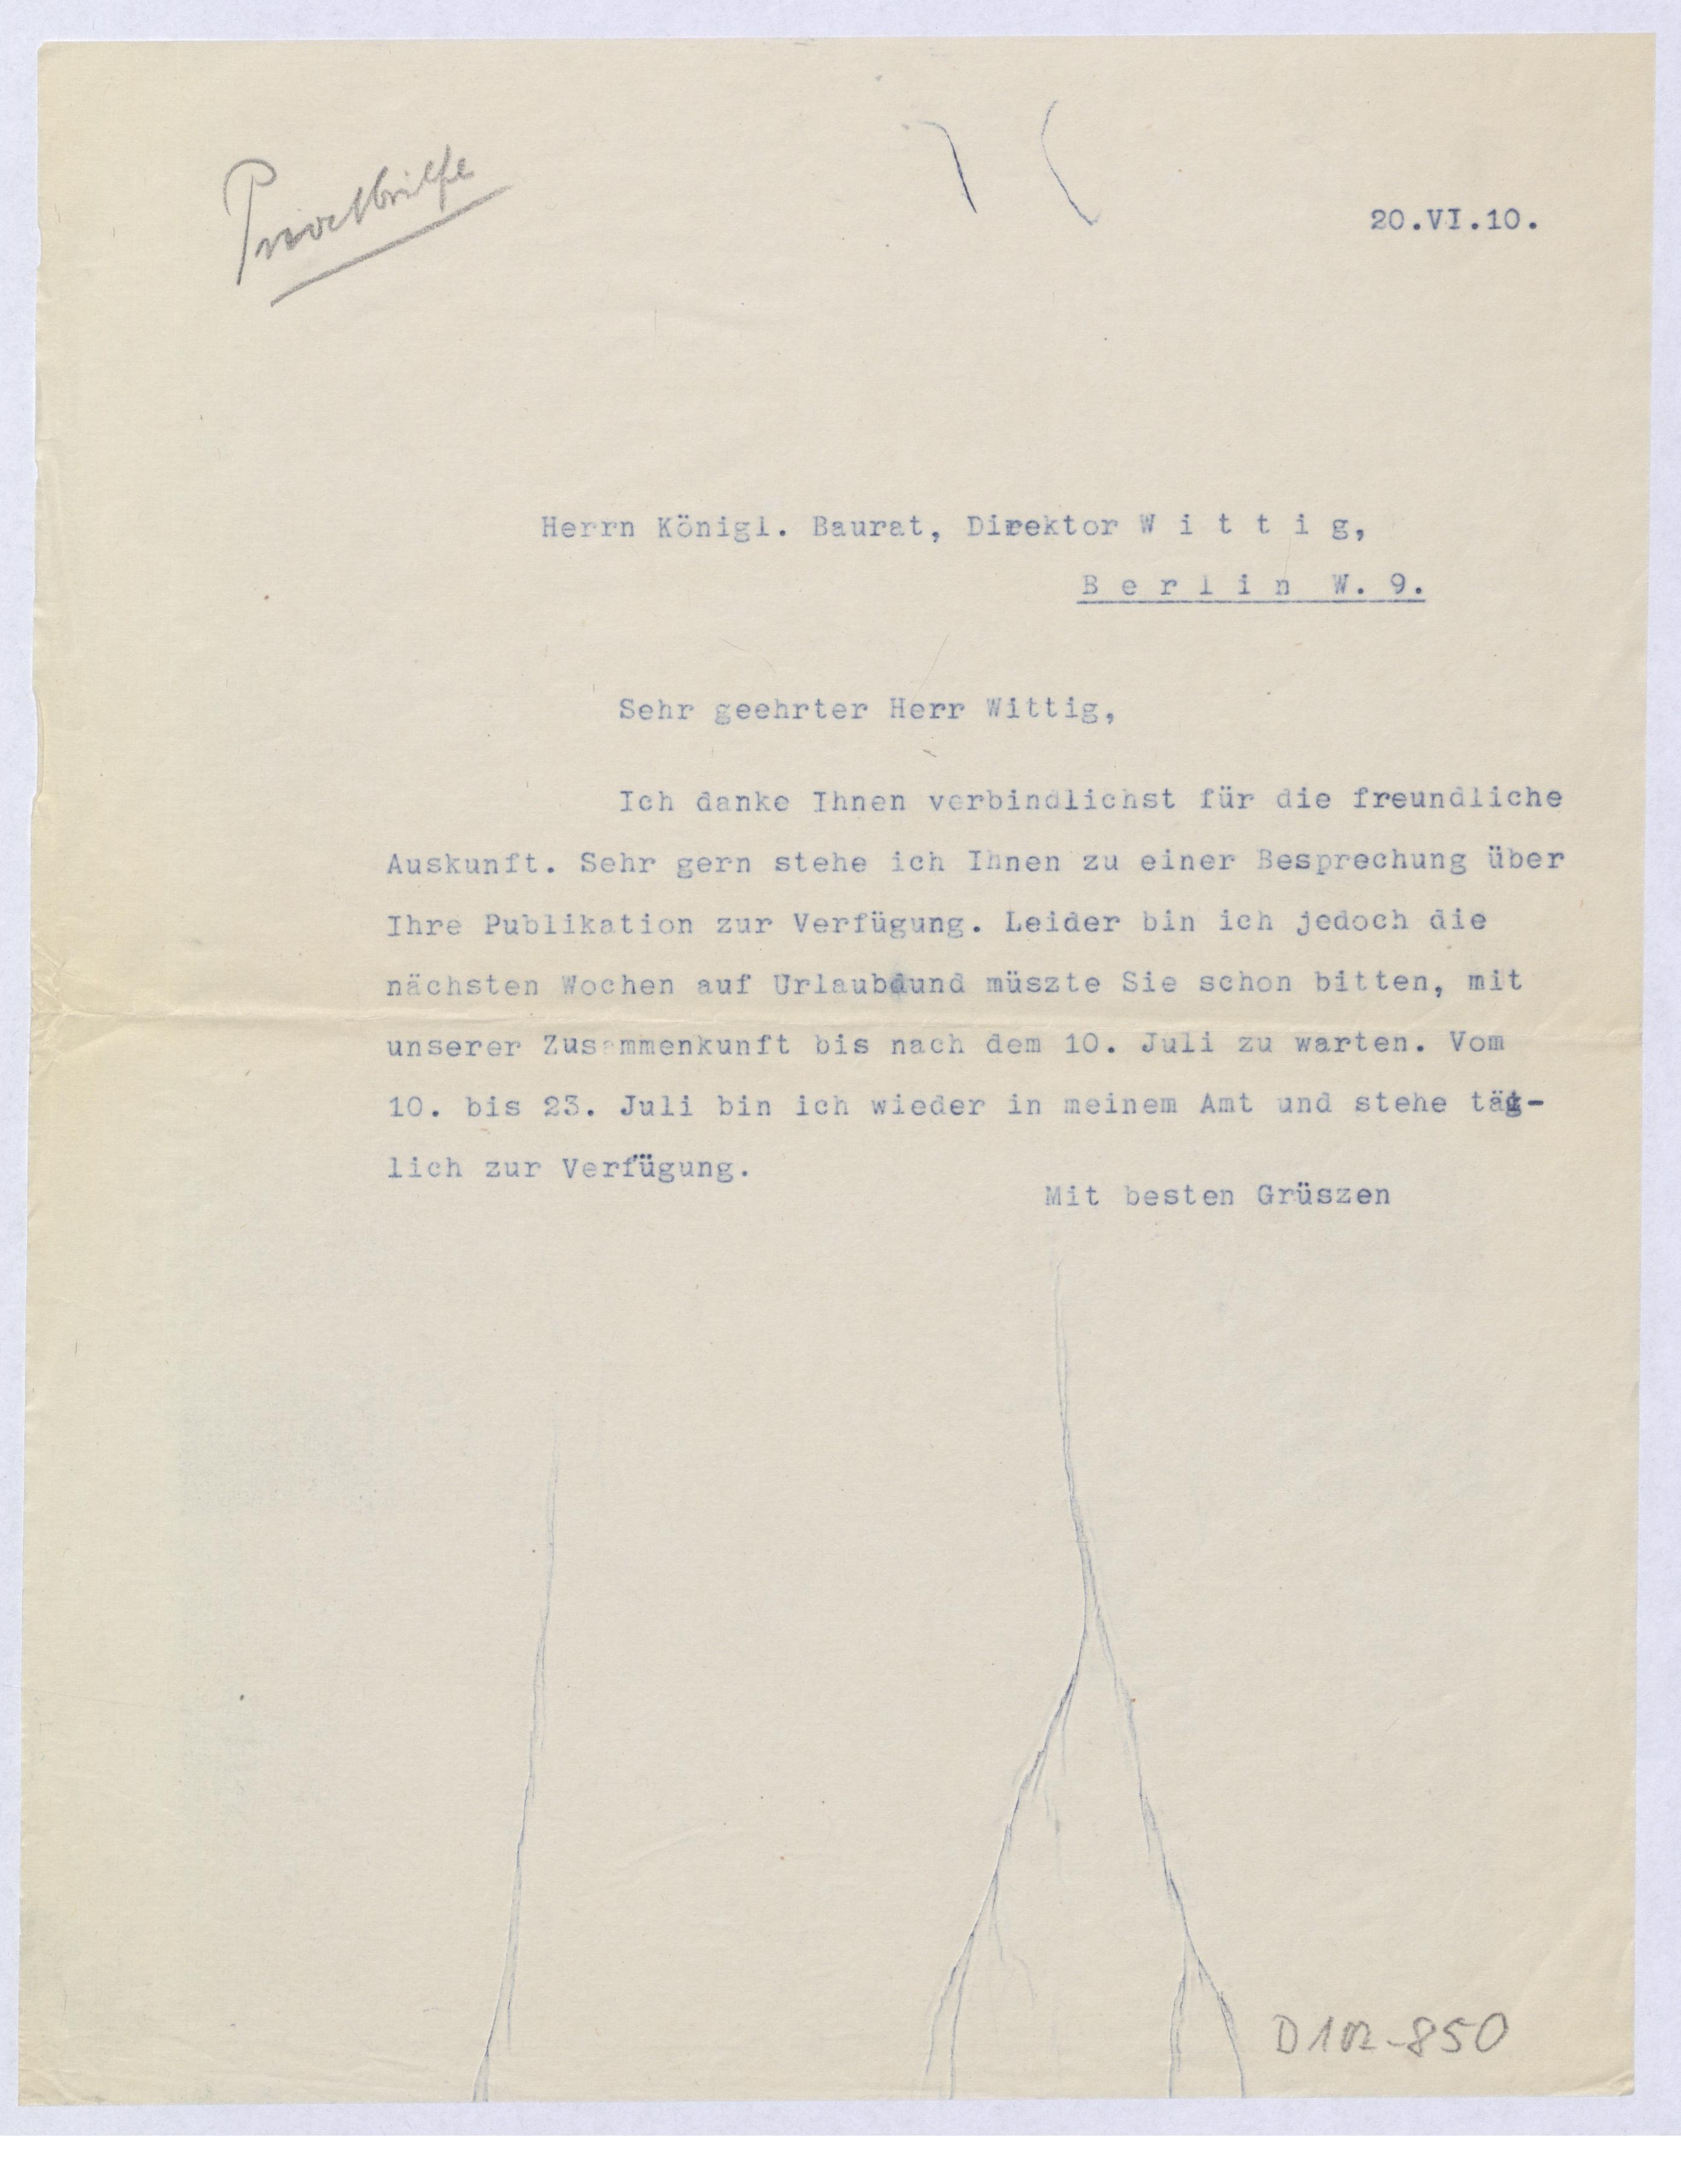 Privatbriefe
20.VI.10.
Herrn Königl. Baurat, Direktor W i t t i g,
B e r l i n  W. 9.
Sehr geehrter Herr Wittig,
Ich danke Ihnen verbindlichst für die freundliche
Auskunft. Sehr gern stehe ich Ihnen zu einer Besprechung über
Ihre Publikation zur Verfügung. Leider bin ich jedoch die
nächsten Wochen auf Urlaub und müszte Sie schon bitten, mit
unserer Zusammenkunft bis nach dem 10. Juli zu warten. Vom
10. bis 23. Juli bin ich wieder in meinem Amt und stehe täg-
lich zur Verfügung.
Mit besten Grüszen
D102-850